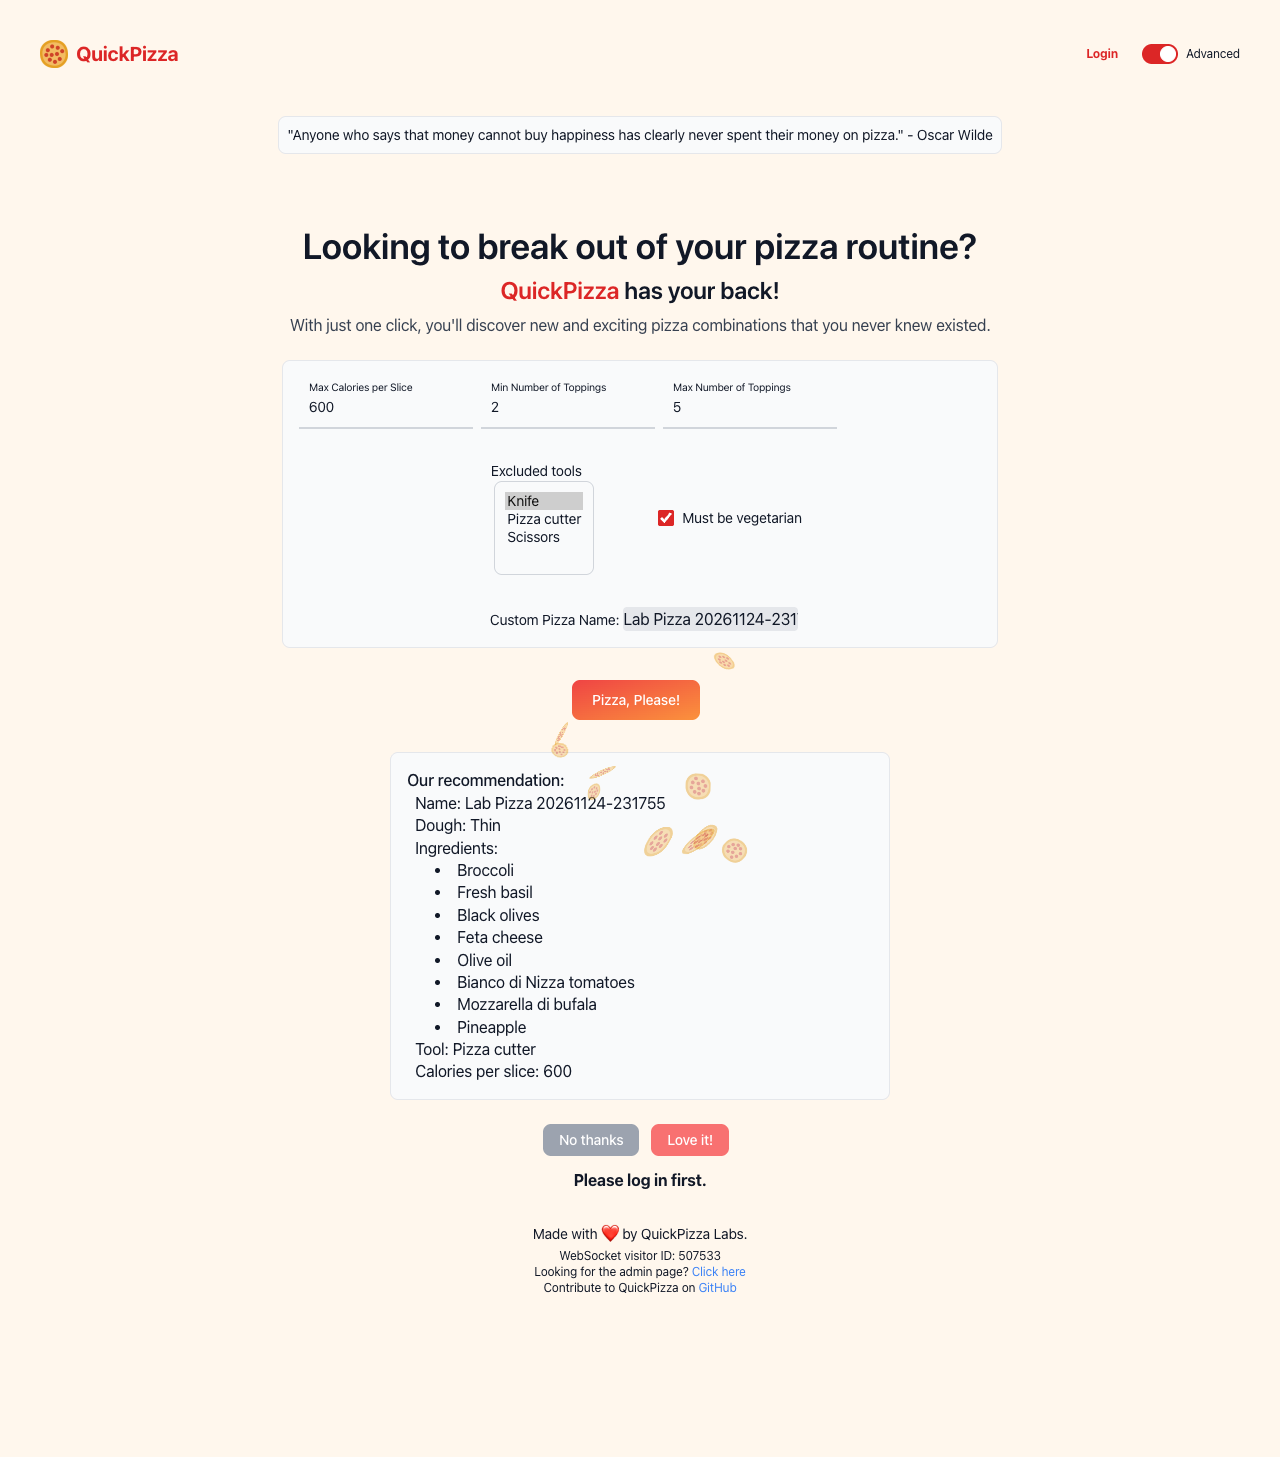 QuickPizza
Login
Advanced
"Anyone who says that money cannot buy happiness has clearly never spent their money on pizza." - Oscar Wilde
Looking to break out of your pizza routine?
QuickPizza has your back!
With just one click, you'll discover new and exciting pizza combinations that you never knew existed.
Max Calories per Slice
600
Min Number of Toppings
2
Max Number of Toppings
5
Excluded tools
Knife
Pizza cutter
Scissors
Must be vegetarian
Custom Pizza Name: Lab Pizza 20261124-231
Pizza, Please!
Our recommendation:
Name: Lab Pizza 20261124-231755
Dough: Thin
Ingredients:
• Broccoli
• Fresh basil
• Black olives
• Feta cheese
• Olive oil
• Bianco di Nizza tomatoes
• Mozzarella di bufala
• Pineapple
Tool: Pizza cutter
Calories per slice: 600
No thanks
Love it!
Please log in first.
Made with ❤️ by QuickPizza Labs.
WebSocket visitor ID: 507533
Looking for the admin page? Click here
Contribute to QuickPizza on GitHub